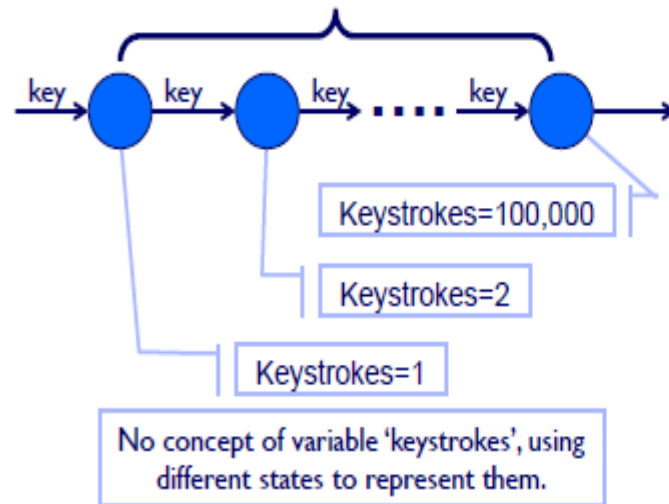 key key key key
Keystrokes=100,000
Keystrokes=2
Keystrokes=1
No concept of variable ‘keystrokes’, using
different states to represent them.